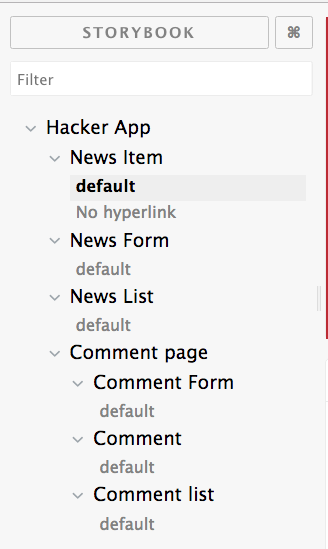 STORYBOOK ⌘
Filter
Hacker App
News Item
default
No hyperlink
News Form
default
News List
default
Comment page
Comment Form
default
Comment
default
Comment list
default